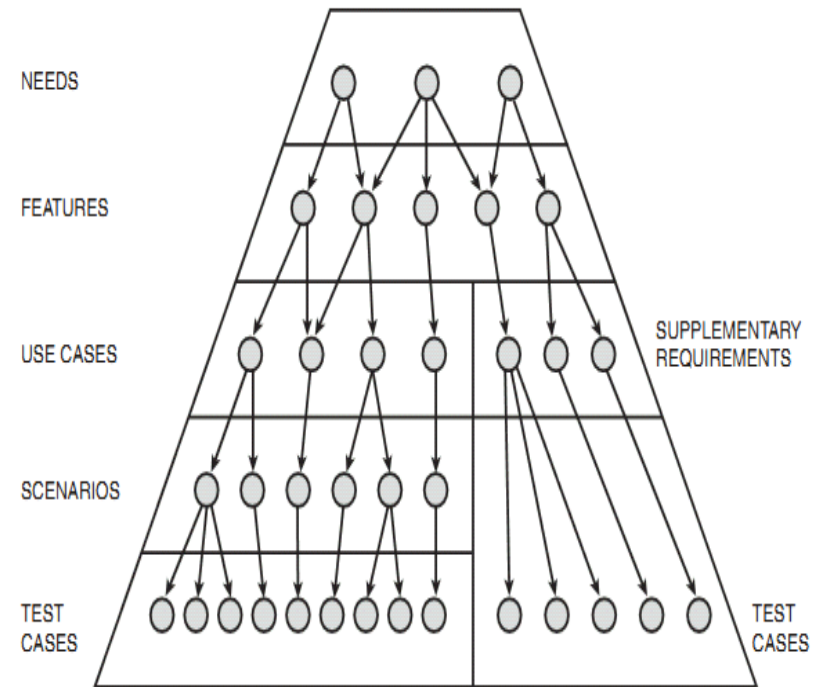 NEEDS
FEATURES
USE CASES
SUPPLEMENTARY
REQUIREMENTS
SCENARIOS
TEST
CASES
TEST
CASES